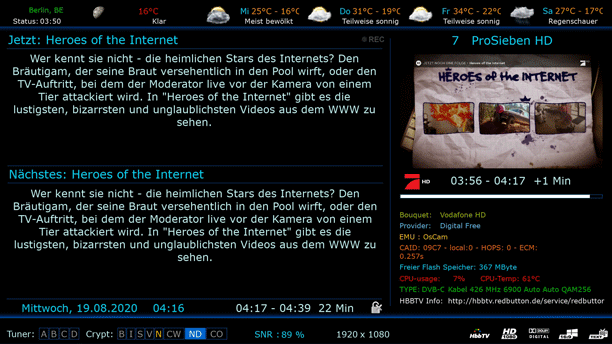 Berlin, BE
Status: 03:50
16°C
Klar
Mi 25°C - 16°C
Meist bewölkt
Do 31°C - 19°C
Teilweise sonnig
Fr 34°C - 22°C
Teilweise sonnig
Sa 27°C - 17°C
Regenschauer
Jetzt: Heroes of the Internet
REC
Wer kennt sie nicht - die heimlichen Stars des Internets? Den
Bräutigam, der seine Braut versehentlich in den Pool wirft, oder den
TV-Auftritt, bei dem der Moderator live vor der Kamera von einem
Tier attackiert wird. In "Heroes of the Internet" gibt es die
lustigsten, bizarrsten und unglaublichsten Videos aus dem WWW zu
sehen.
7 ProSieben HD
HEROES OF THE INTERNET
HD
03:56 - 04:17 +1 Min
Nächstes: Heroes of the Internet
Wer kennt sie nicht - die heimlichen Stars des Internets? Den
Bräutigam, der seine Braut versehentlich in den Pool wirft, oder den
TV-Auftritt, bei dem der Moderator live vor der Kamera von einem
Tier attackiert wird. In "Heroes of the Internet" gibt es die
lustigsten, bizarrsten und unglaublichsten Videos aus dem WWW zu
sehen.
Bouquet: Vodafone HD
Provider: Digital Free
EMU : OsCam
CAID: 09C7 - local:0 - HOPS: 0 - ECM:
0.257s
Freier Flash Speicher: 367 MByte
CPU-usage: 7% CPU-Temp: 61°C
TYPE: DVB-C Kabel 426 MHz 6900 Auto Auto QAM256
HBBTV Info: http://hbbtv.redbutton.de/service/redbuttor
Mittwoch, 19.08.2020 04:16
04:17 - 04:39 22 Min
Tuner: A B C D Crypt: B I S V N CW ND CO
SNR : 89 %
1920 x 1080
HbbTV
HD
1080
DOLBY
DIGITAL